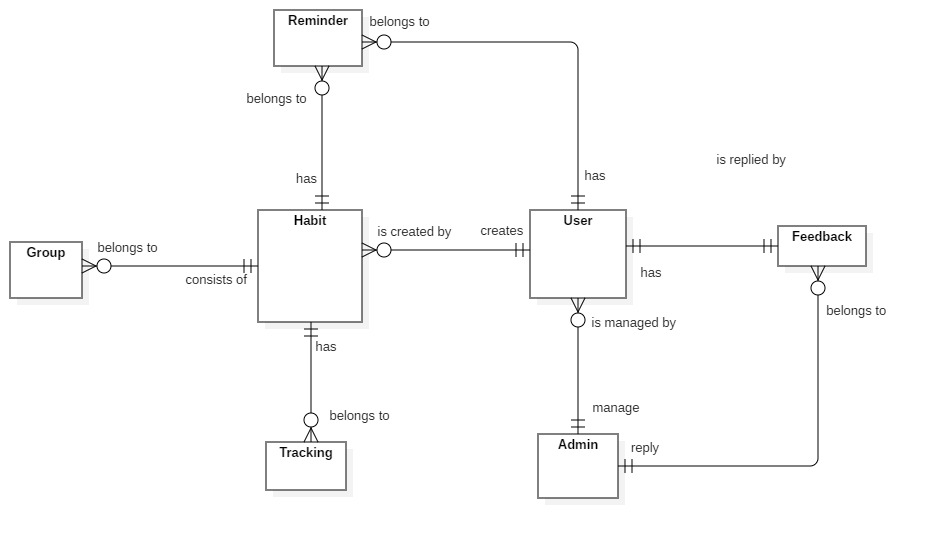 Reminder
belongs to
belongs to
is replied by
has
has
Habit
User
is created by
creates
Feedback
Group
belongs to
has
consists of
belongs to
is managed by
has
manage
belongs to
Admin
reply
Tracking